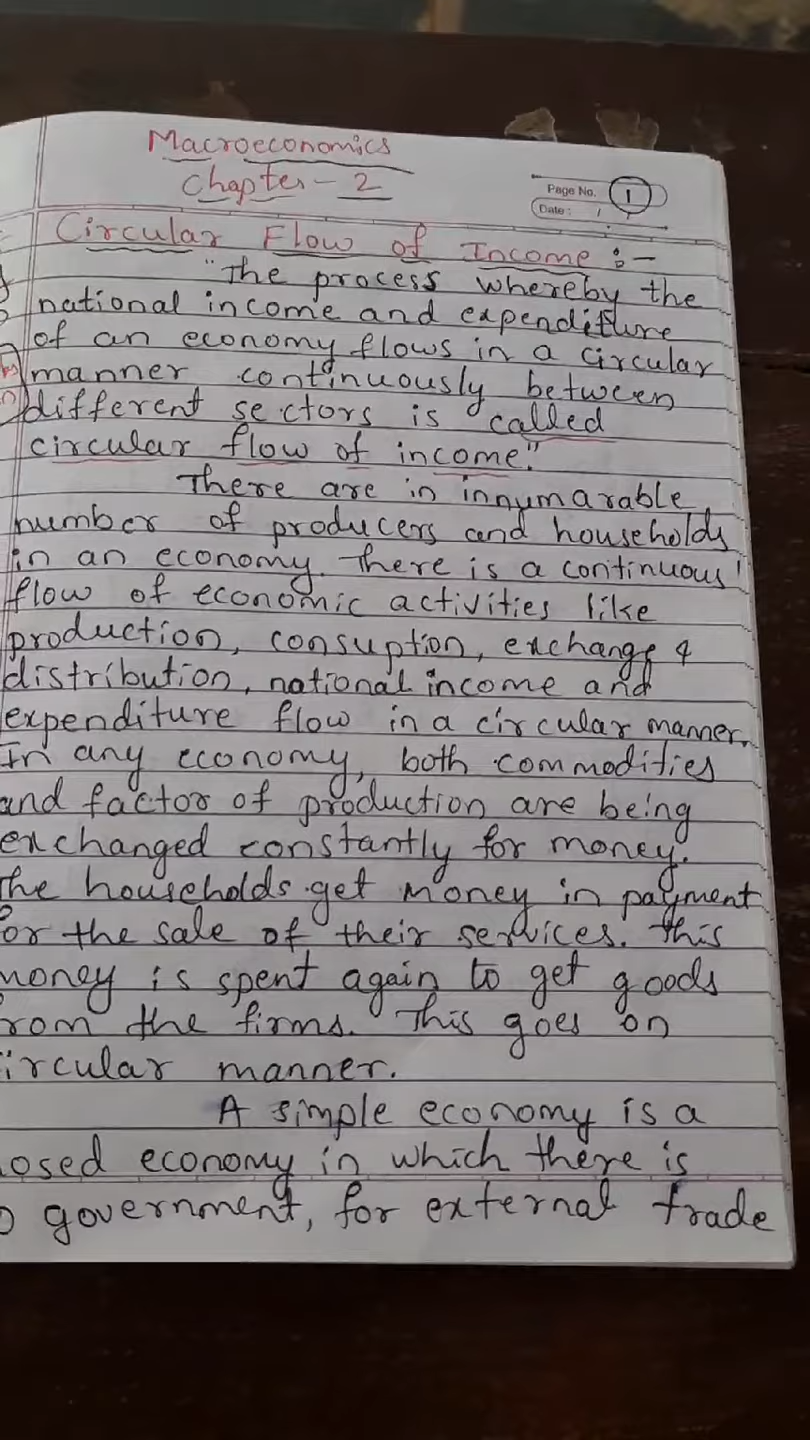 Macroeconomics
Chapter - 2
Page No. 1
Date : / /
Circular Flow of Income :-
"The process whereby the
national income and expenditure
of an economy flows in a circular
manner continuously between
different sectors is called
circular flow of income".
There are in innumarable
number of producers and households
in an economy. There is a continuous
flow of economic activities like
production, consuption, exchange &
distribution, national income and
expenditure flow in a circular manner.
In any economy, both commodities
and factor of production are being
exchanged constantly for money.
The households get money in payment
for the sale of their services. This
money is spent again to get goods
from the firms. This goes on
circular manner.
A simple economy is a
losed economy in which there is
government, for external trade